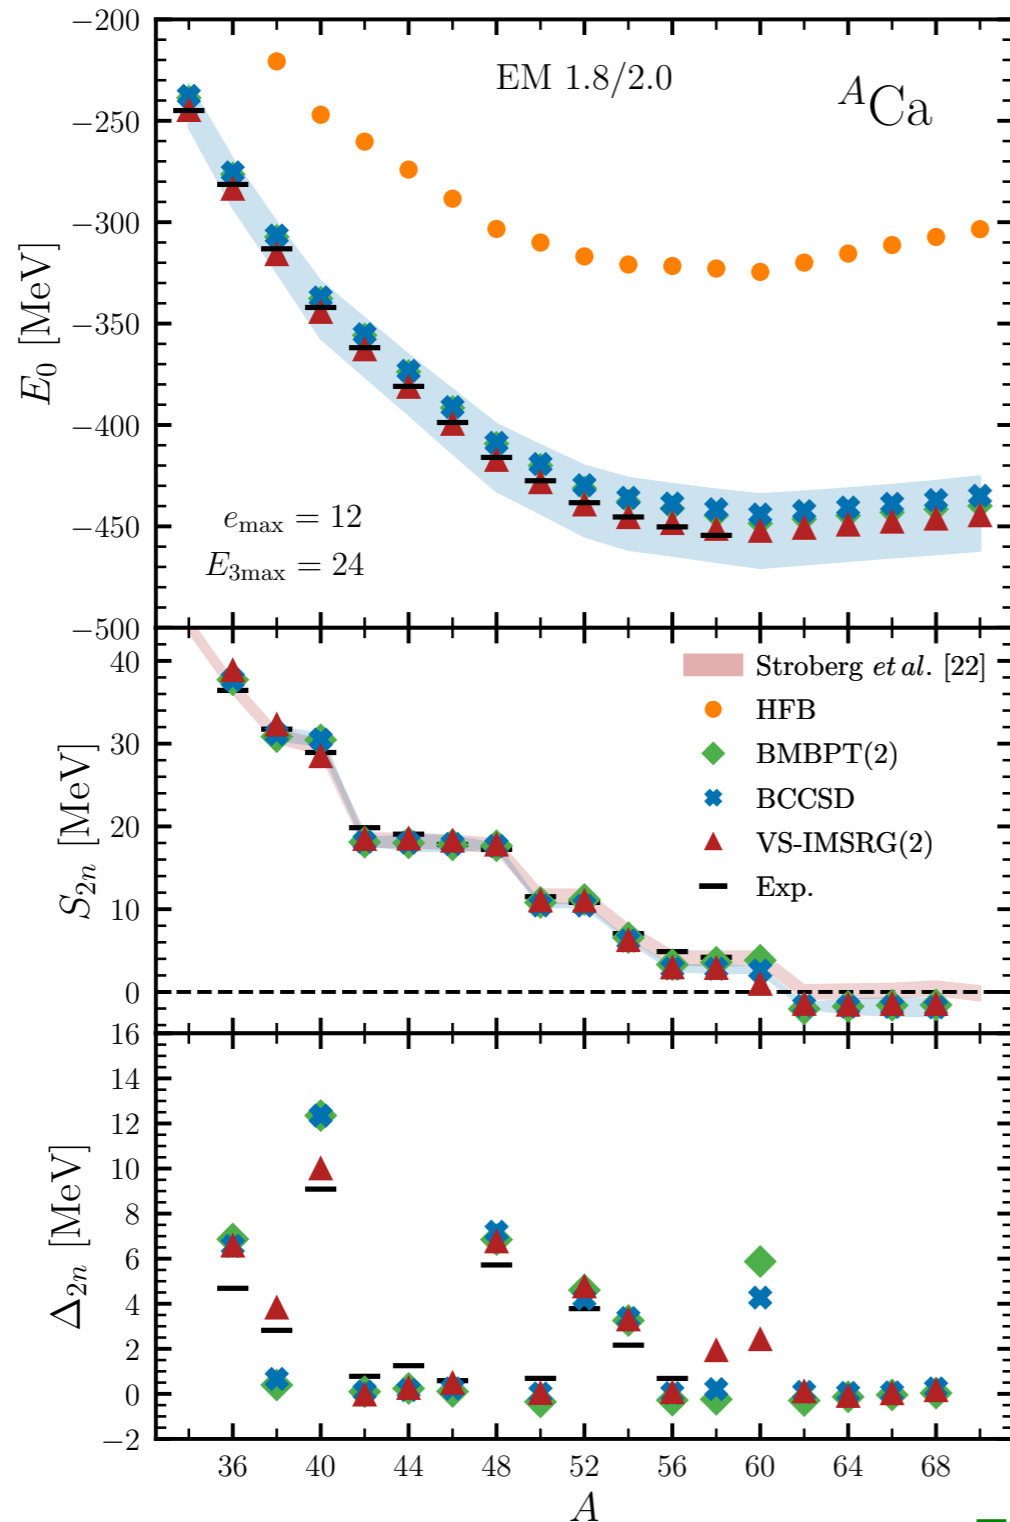 −200
−250
−300
−350
−400
−450
−500
E₀ [MeV]
EM 1.8/2.0
ᴬCa
eₘₐₓ = 12
E₃ₘₐₓ = 24
40
30
20
10
0
S₂ₙ [MeV]
Stroberg et al. [22]
HFB
BMBPT(2)
BCCSD
VS-IMSRG(2)
Exp.
16
14
12
10
8
6
4
2
0
−2
Δ₂ₙ [MeV]
16
36 40 44 48 52 56 60 64 68
A